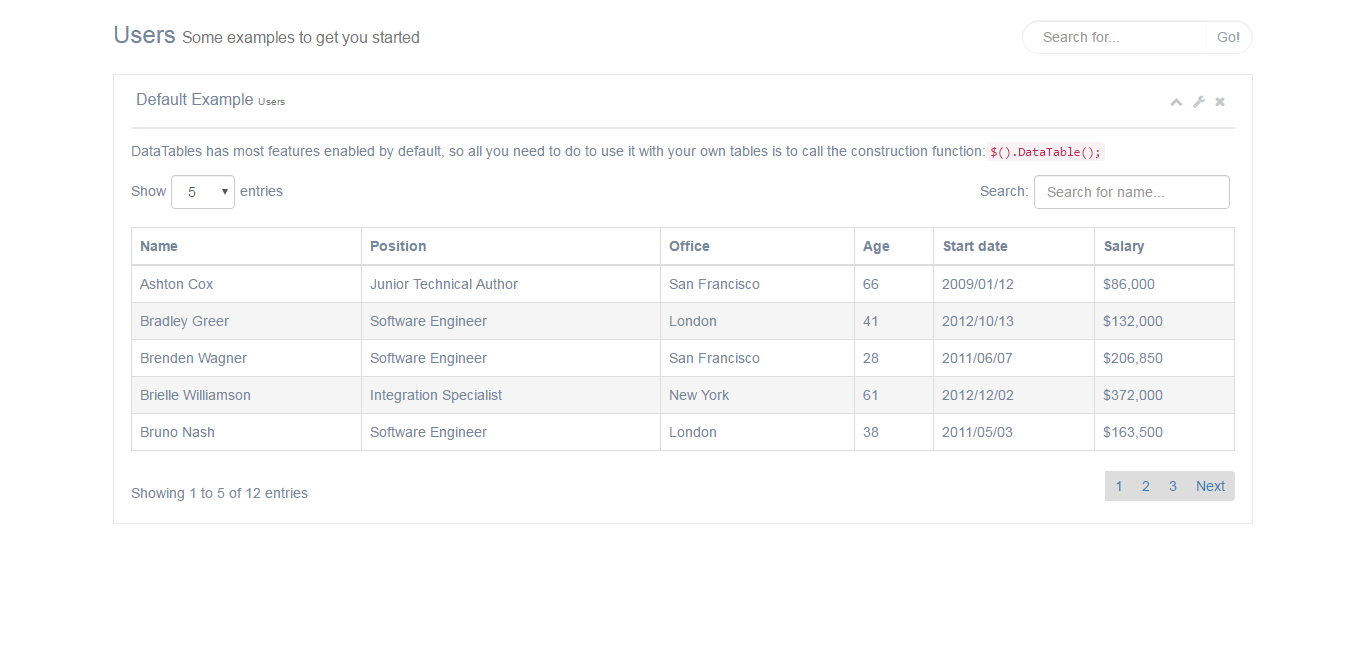 Users Some examples to get you started
Search for... Go!
Default Example Users
DataTables has most features enabled by default, so all you need to do to use it with your own tables is to call the construction function: $().DataTable();
Show 5 entries Search: Search for name...
Name Position Office Age Start date Salary
Ashton Cox Junior Technical Author San Francisco 66 2009/01/12 $86,000
Bradley Greer Software Engineer London 41 2012/10/13 $132,000
Brenden Wagner Software Engineer San Francisco 28 2011/06/07 $206,850
Brielle Williamson Integration Specialist New York 61 2012/12/02 $372,000
Bruno Nash Software Engineer London 38 2011/05/03 $163,500
Showing 1 to 5 of 12 entries
1 2 3 Next